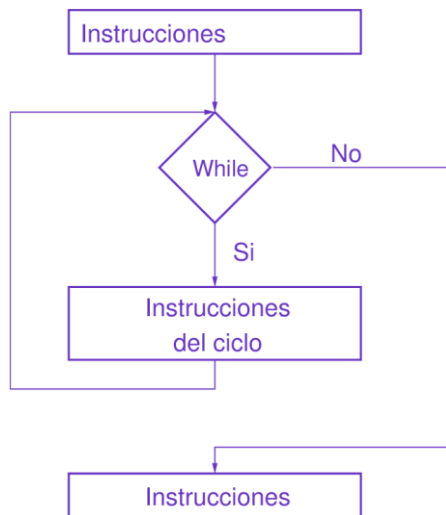 Instrucciones
While
No
Si
Instrucciones
del ciclo
Instrucciones